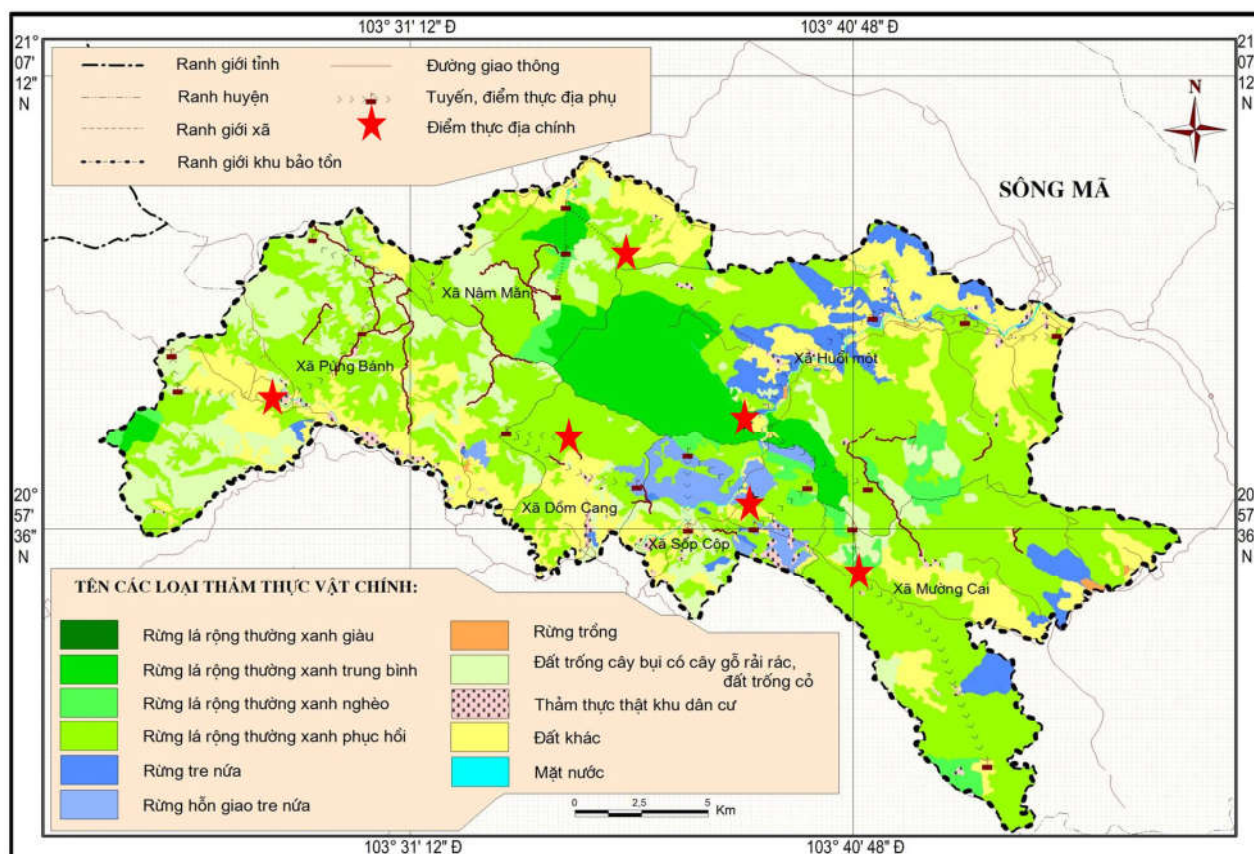 103° 31' 12" Đ
103° 40' 48" Đ
21°
07'
12"
N
21°
07'
12"
N
Ranh giới tỉnh
Ranh huyện
Ranh giới xã
Ranh giới khu bảo tồn
Đường giao thông
Tuyến, điểm thực địa phụ
Điểm thực địa chính
N
SÔNG MÃ
Xã Nậm Mằn
Xã Púng Bánh
Xã Huổi một
Xã Dồm Cang
Xã Sốp Cộp
Xã Mường Cai
20°
57'
36"
N
20°
57'
36"
N
TÊN CÁC LOẠI THẢM THỰC VẬT CHÍNH:
Rừng lá rộng thường xanh giàu
Rừng lá rộng thường xanh trung bình
Rừng lá rộng thường xanh nghèo
Rừng lá rộng thường xanh phục hồi
Rừng tre nứa
Rừng hỗn giao tre nứa
Rừng trồng
Đất trống cây bụi có cây gỗ rải rác,
đất trống cỏ
Thảm thực thật khu dân cư
Đất khác
Mặt nước
0 2,5 5
Km
103° 31' 12" Đ
103° 40' 48" Đ